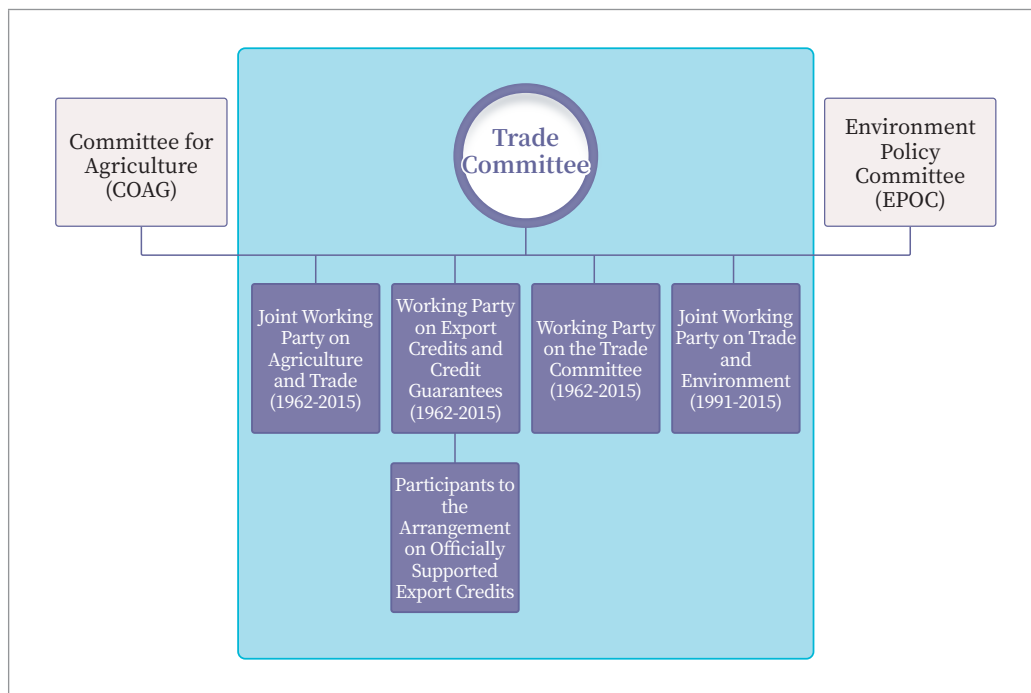 Committee for
Agriculture
(COAG)
Trade
Committee
Environment
Policy
Committee
(EPOC)
Joint Working
Party on
Agriculture
and Trade
(1962-2015)
Working Party
on Export
Credits and
Credit
Guarantees
(1962-2015)
Working Party
on the Trade
Committee
(1962-2015)
Joint Working
Party on Trade
and
Environment
(1991-2015)
Participants to
the
Arrangement
on Officially
Supported
Export Credits